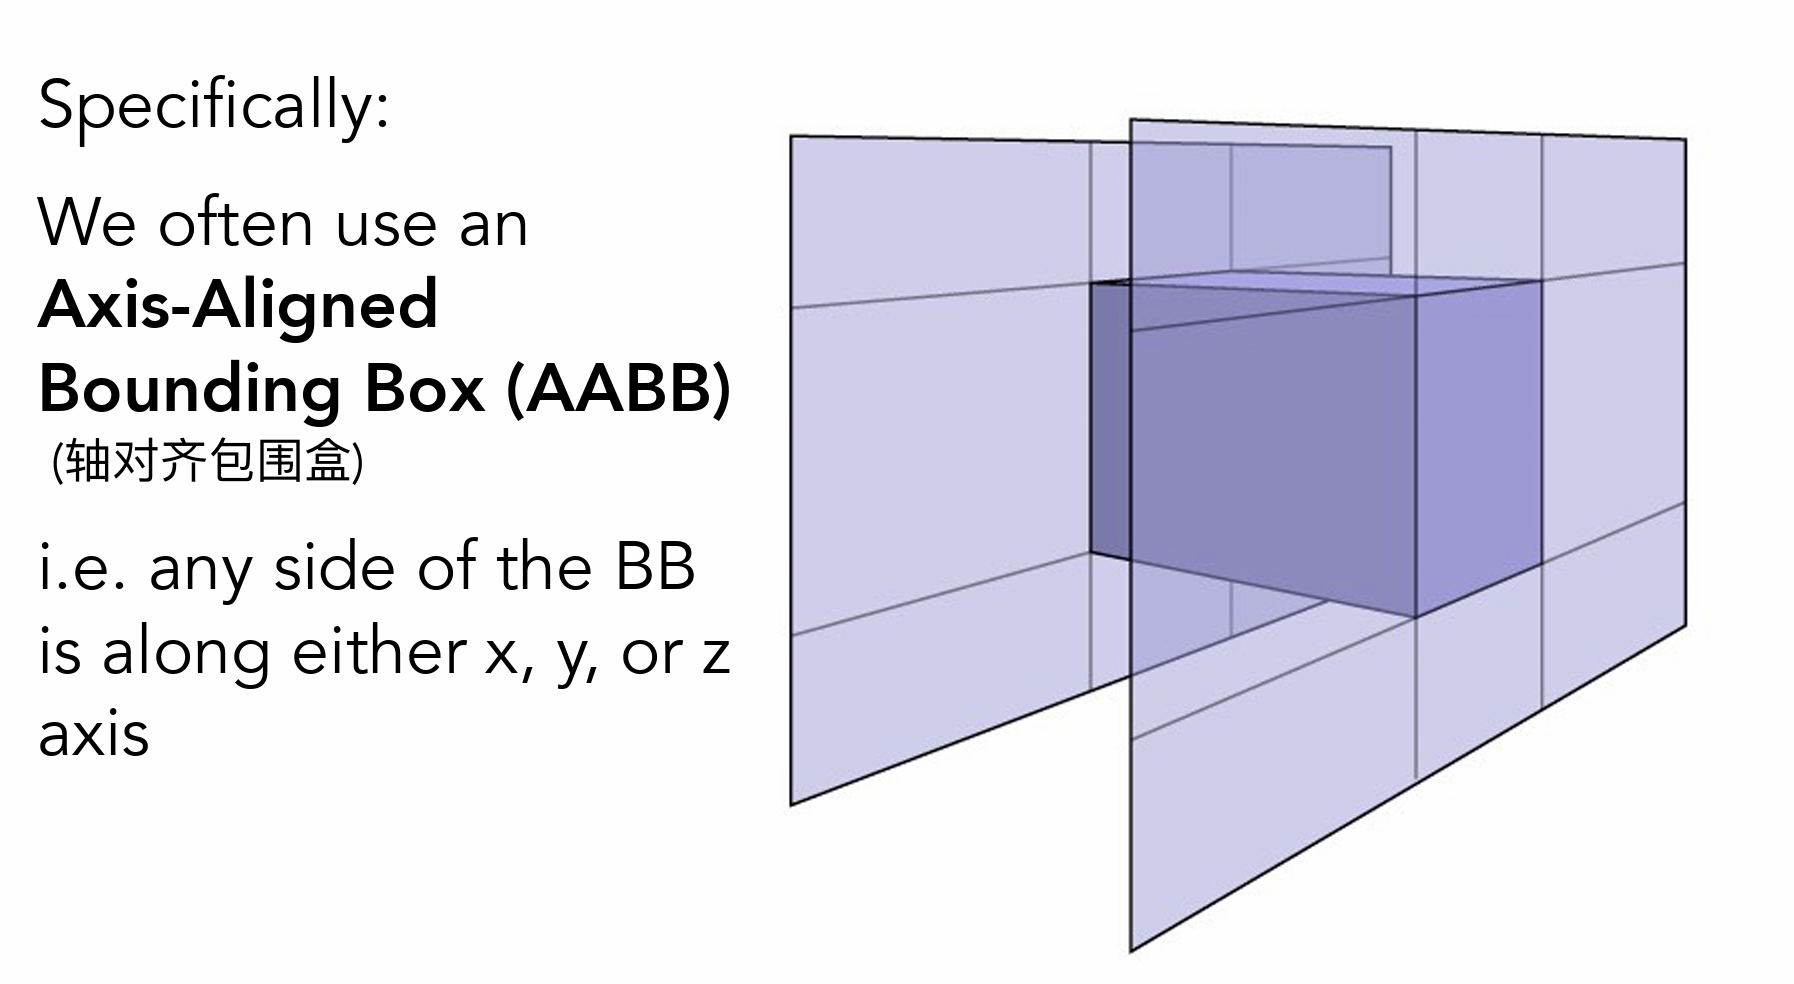 Specifically:
We often use an
Axis-Aligned
Bounding Box (AABB)
(轴对齐包围盒)
i.e. any side of the BB
is along either x, y, or z
axis